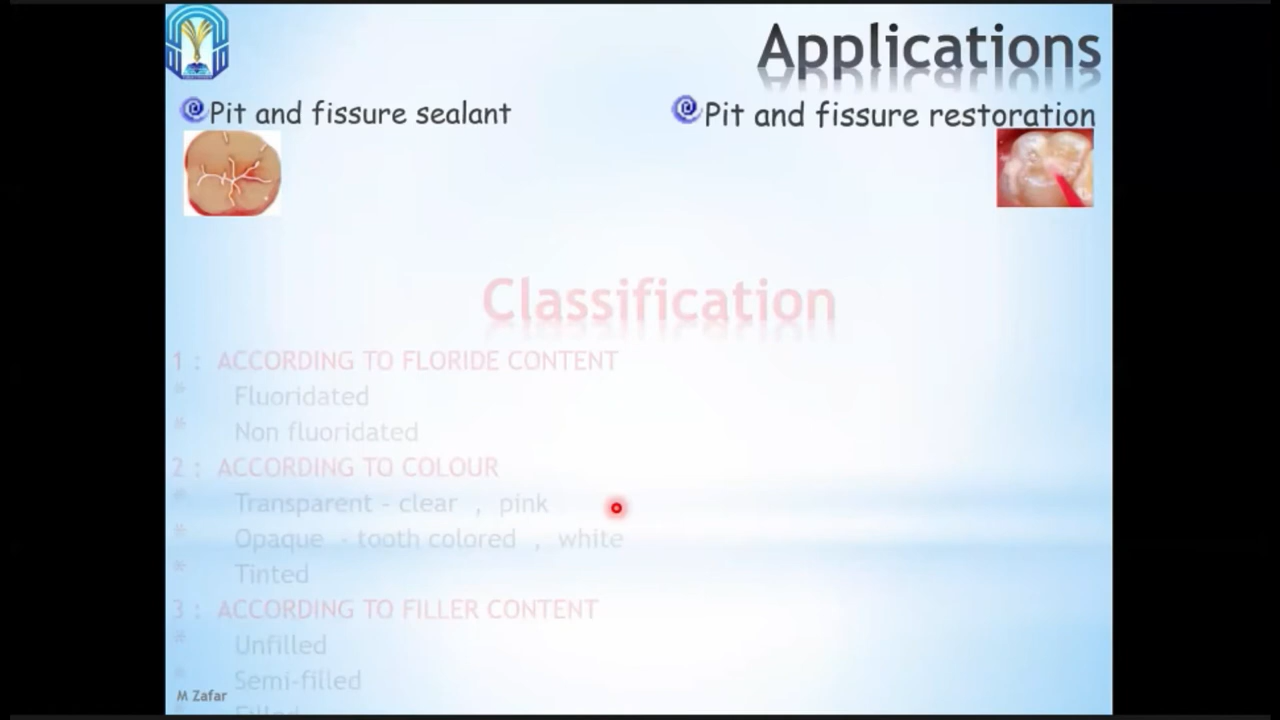 Applications
Pit and fissure sealant
Pit and fissure restoration
Classification
1 : ACCORDING TO FLORIDE CONTENT
* Fluoridated
* Non fluoridated
2 : ACCORDING TO COLOUR
* Transparent - clear , pink
* Opaque - tooth colored , white
* Tinted
3 : ACCORDING TO FILLER CONTENT
* Unfilled
* Semi-filled
Filled
M Zafar